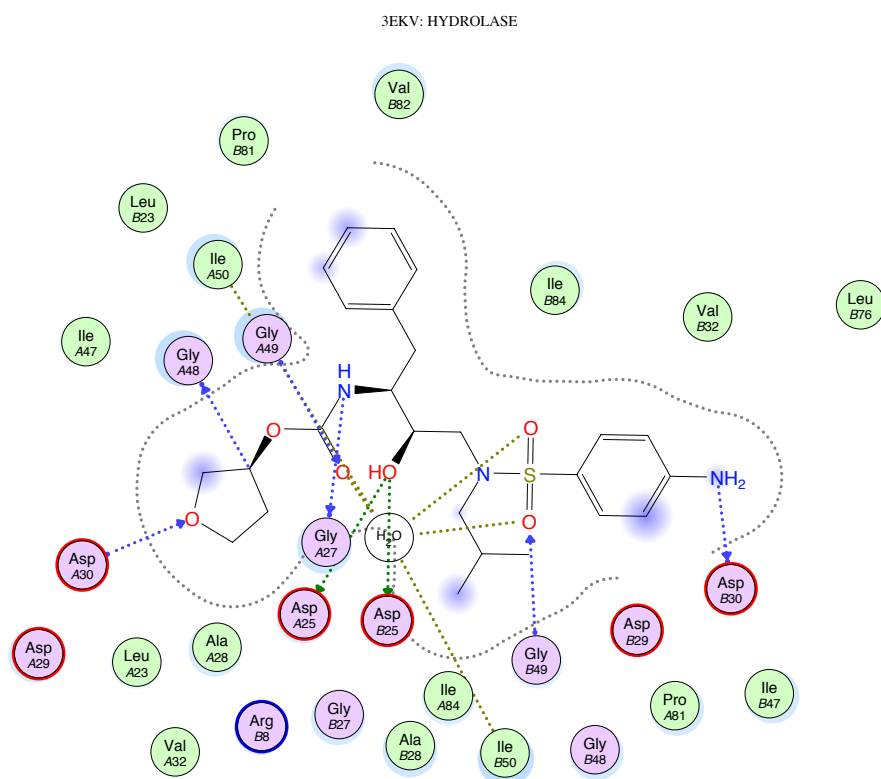 3EKV: HYDROLASE
Val
B82
Pro
B81
Leu
B23
Ile
A50
Ile
B84
Leu
B76
Val
B32
Ile
A47
Gly
A49
Gly
A48
H
N
O
O
HO
O
N
S
O
NH2
O
H2O
Gly
A27
Asp
A30
Asp
A25
Asp
B25
Asp
B30
Asp
B29
Asp
A29
Leu
A23
Ala
A28
Gly
B49
Ile
A84
Pro
A81
Ile
B47
Arg
B8
Gly
B27
Val
A32
Ala
B28
Ile
B50
Gly
B48